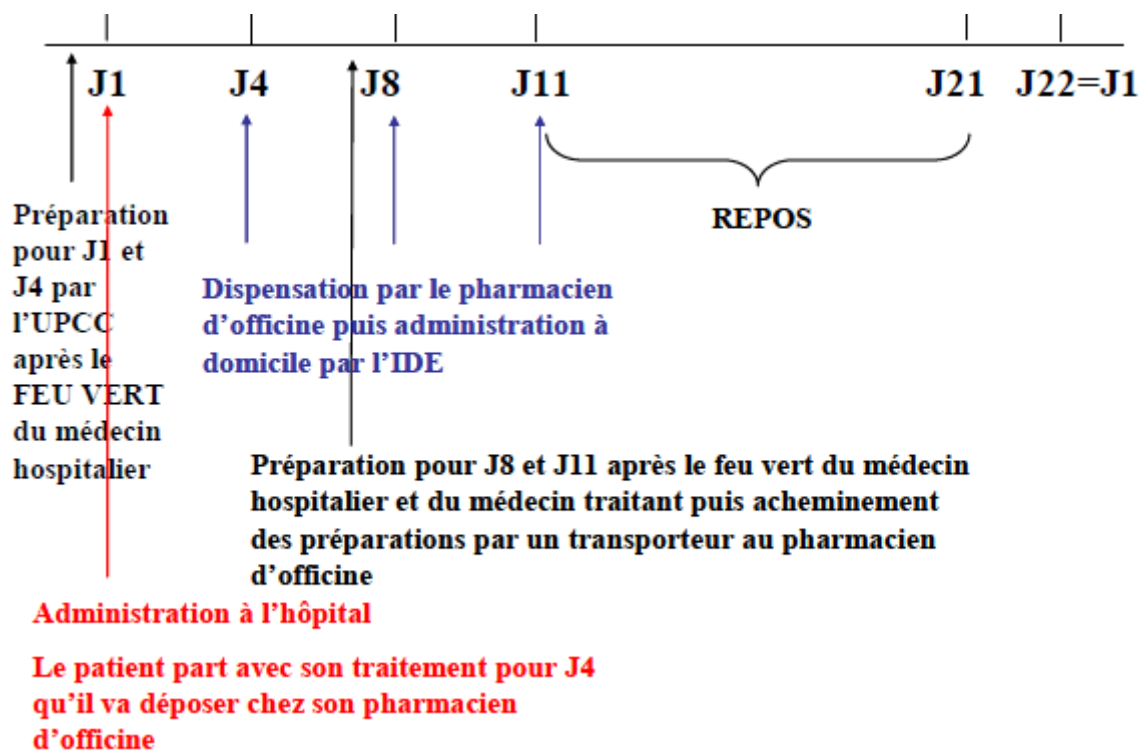 J1 J4 J8 J11 J21 J22=J1
Préparation
pour J1 et
J4 par
l’UPCC
après le
FEU VERT
du médecin
hospitalier
REPOS
Dispensation par le pharmacien
d’officine puis administration à
domicile par l’IDE
Préparation pour J8 et J11 après le feu vert du médecin
hospitalier et du médecin traitant puis acheminement
des préparations par un transporteur au pharmacien
d’officine
Administration à l’hôpital
Le patient part avec son traitement pour J4
qu’il va déposer chez son pharmacien
d’officine